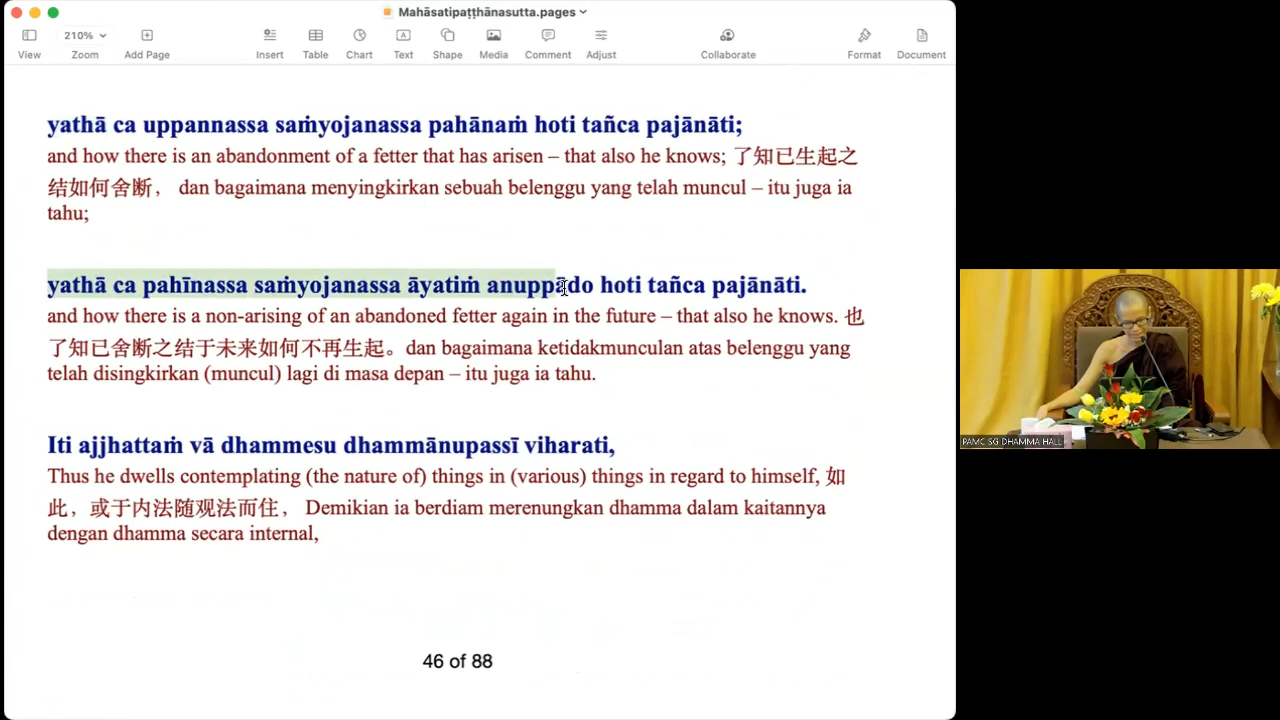 Mahāsatipaṭṭhānasutta.pages
210%
View
Zoom
Add Page
Insert
Table
Chart
Text
Shape
Media
Comment
Adjust
Collaborate
Format
Document
yathā ca uppannassa saṁyojanassa pahānaṁ hoti tañca pajānāti;
and how there is an abandonment of a fetter that has arisen – that also he knows; 了知已生起之
结如何舍断， dan bagaimana menyingkirkan sebuah belenggu yang telah muncul – itu juga ia
tahu;
yathā ca pahīnassa saṁyojanassa āyatiṁ anuppādo hoti tañca pajānāti.
and how there is a non-arising of an abandoned fetter again in the future – that also he knows. 也
了知已舍断之结于未来如何不再生起。dan bagaimana ketidakmunculan atas belenggu yang
telah disingkirkan (muncul) lagi di masa depan – itu juga ia tahu.
Iti ajjhattaṁ vā dhammesu dhammānupassī viharati,
Thus he dwells contemplating (the nature of) things in (various) things in regard to himself, 如
此，或于内法随观法而住， Demikian ia berdiam merenungkan dhamma dalam kaitannya
dengan dhamma secara internal,
46 of 88
PAMC SG DHAMMA HALL